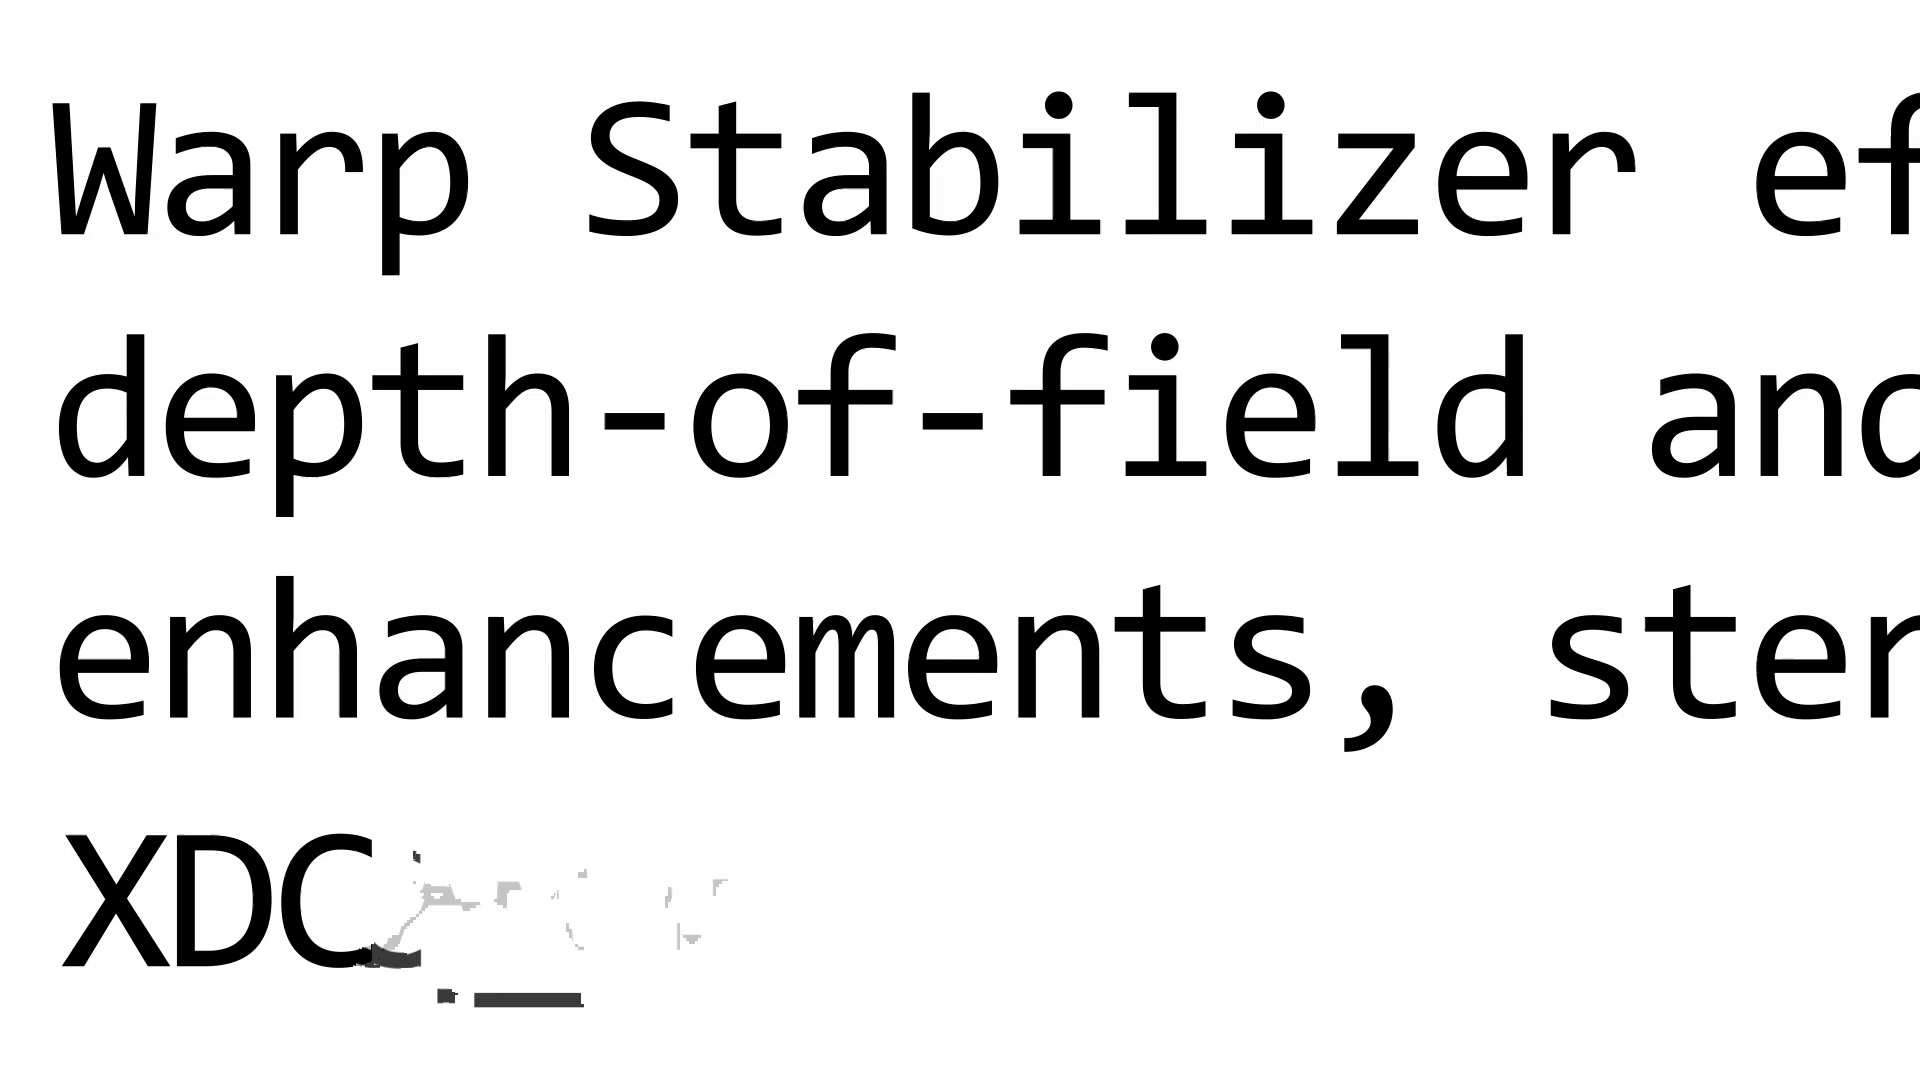 Warp Stabilizer ef
depth-of-field and
enhancements, ster
XDC